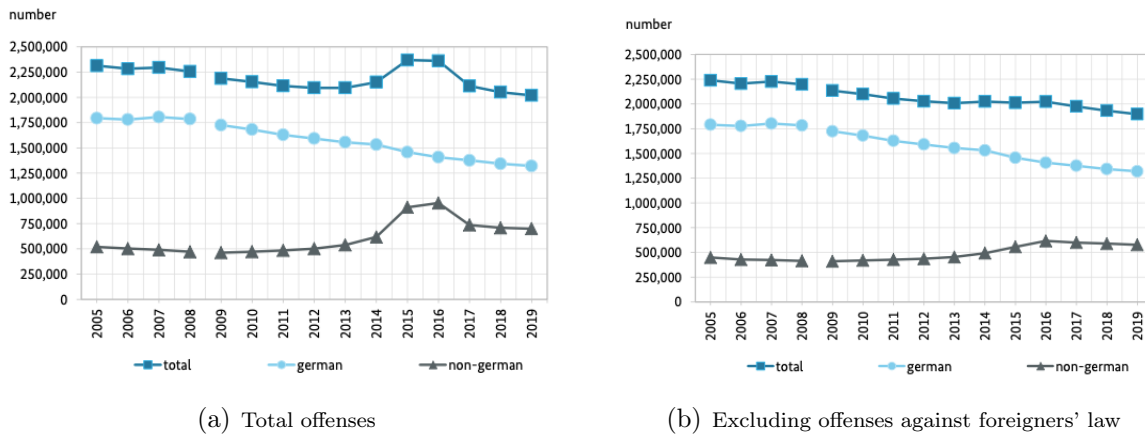 number
2,500,000
2,250,000
2,000,000
1,750,000
1,500,000
1,250,000
1,000,000
750,000
500,000
250,000
0
2005 2006 2007 2008 2009 2010 2011 2012 2013 2014 2015 2016 2017 2018 2019
total german non-german
(a) Total offenses
number
2,500,000
2,250,000
2,000,000
1,750,000
1,500,000
1,250,000
1,000,000
750,000
500,000
250,000
0
2005 2006 2007 2008 2009 2010 2011 2012 2013 2014 2015 2016 2017 2018 2019
total german non-german
(b) Excluding offenses against foreigners' law